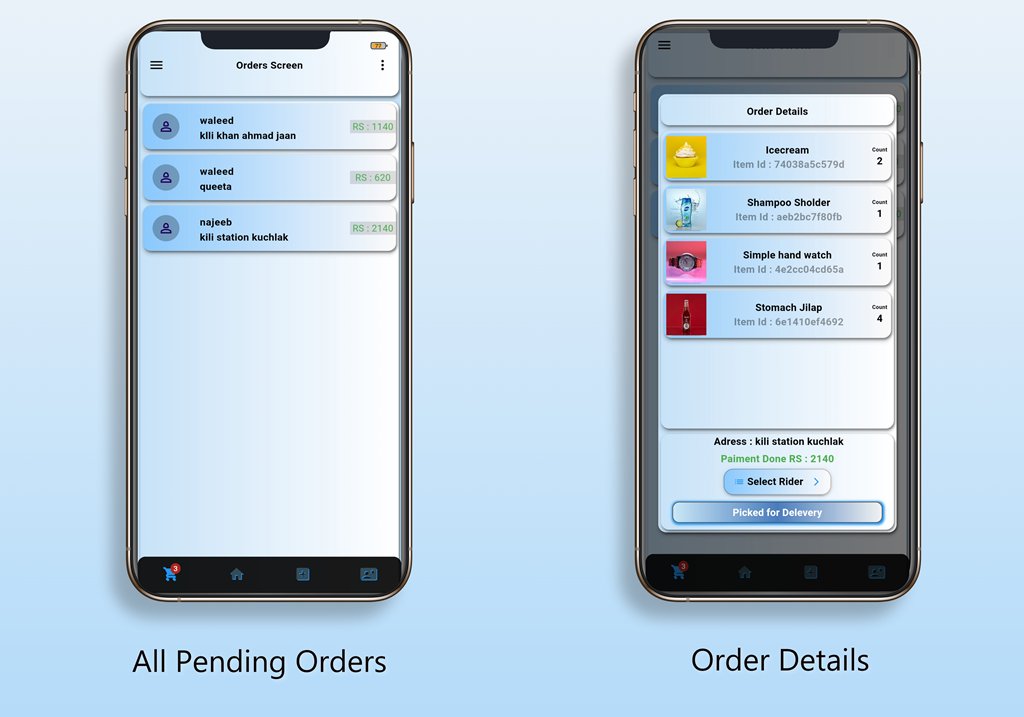 77
Orders Screen
waleed
klli khan ahmad jaan
RS : 1140
waleed
queeta
RS : 620
najeeb
kili station kuchlak
RS : 2140
3
All Pending Orders
Order Details
Icecream
Item Id : 74038a5c579d
Count
2
Shampoo Sholder
Item Id : aeb2bc7f80fb
Count
1
Simple hand watch
Item Id : 4e2cc04cd65a
Count
1
Stomach Jilap
Item Id : 6e1410ef4692
Count
4
Adress : kili station kuchlak
Paiment Done RS : 2140
Select Rider
Picked for Delevery
3
Order Details